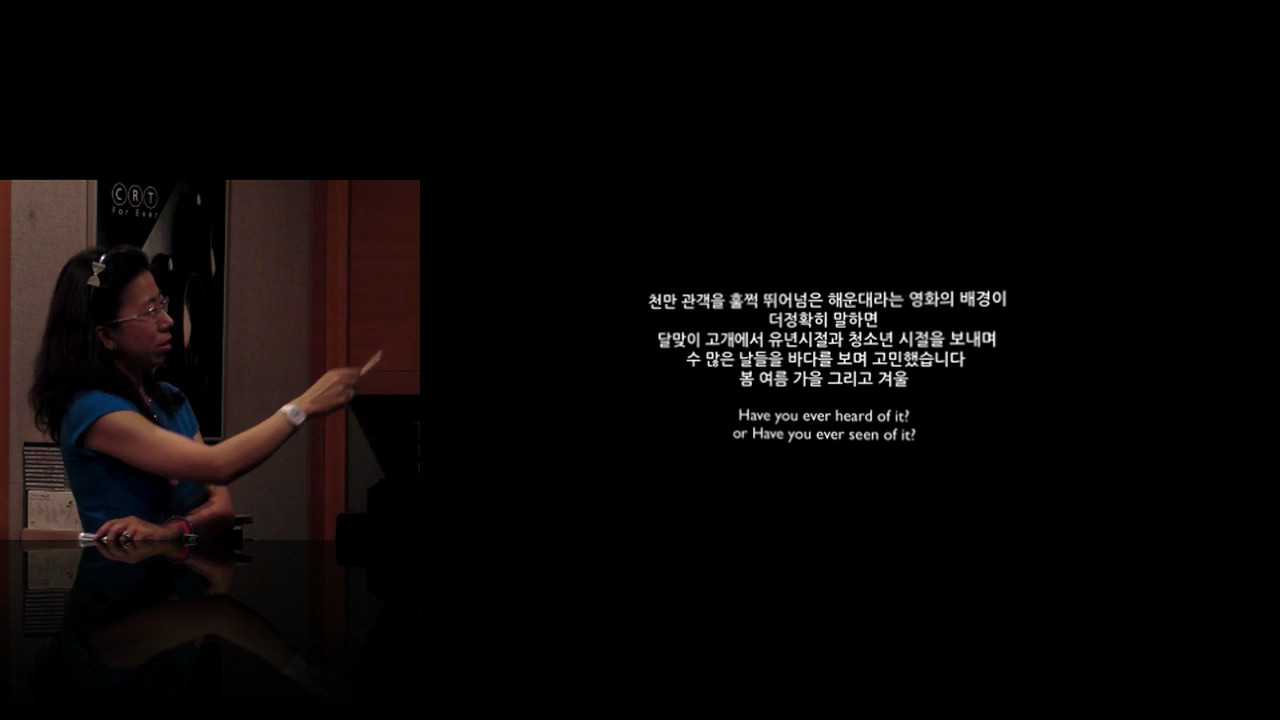 CRT
For Ever
천만 관객을 훌쩍 뛰어넘은 해운대라는 영화의 배경이
더정확히 말하면
달맞이 고개에서 유년시절과 청소년 시절을 보내며
수 많은 날들을 바다를 보며 고민했습니다
봄 여름 가을 그리고 겨울
Have you ever heard of it?
or Have you ever seen of it?